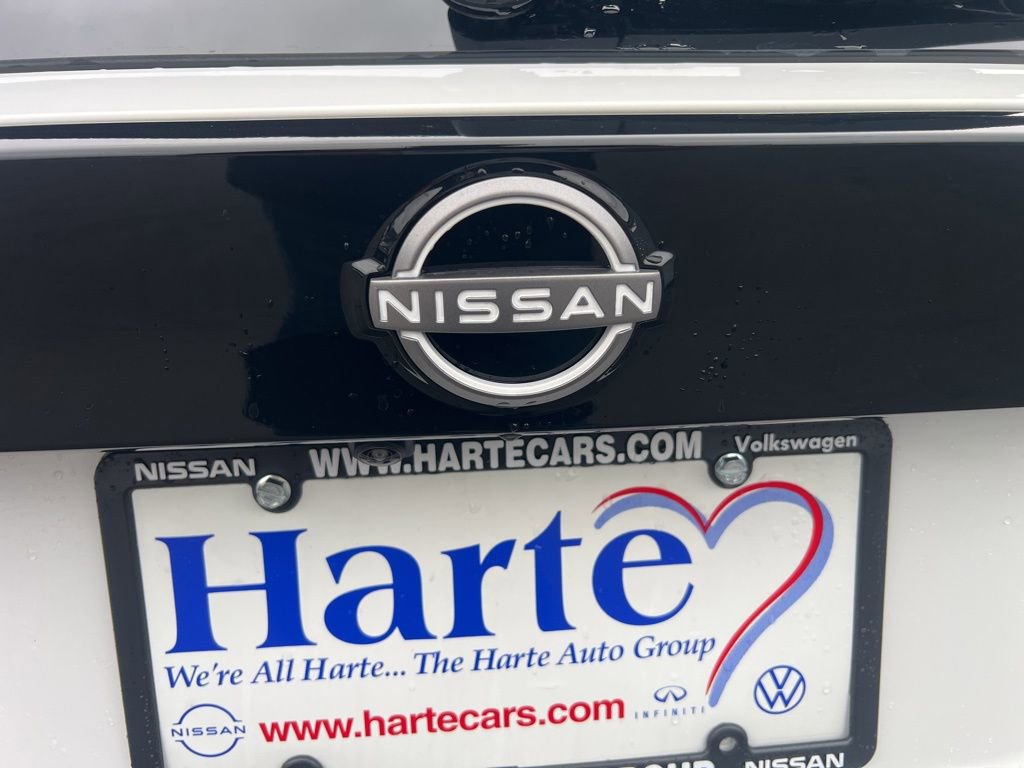 NISSAN
NISSAN WWW.HARTECARS.COM Volkswagen
Harte
We're All Harte... The Harte Auto Group
NISSAN www.hartecars.com INFINITI
GROUP NISSAN